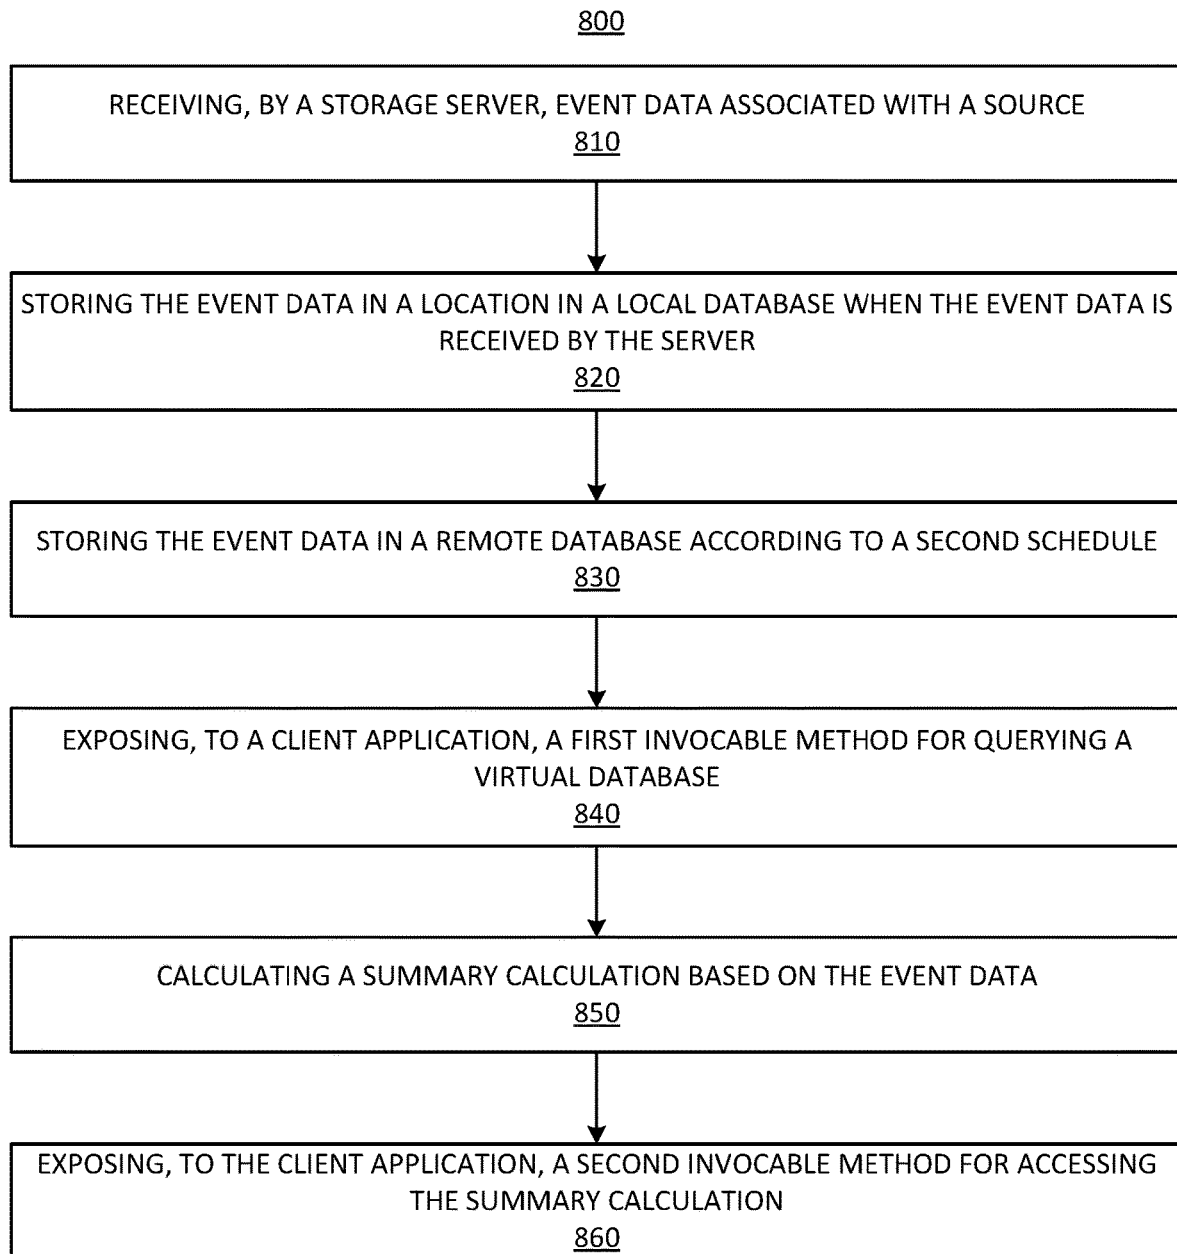 800
RECEIVING, BY A STORAGE SERVER, EVENT DATA ASSOCIATED WITH A SOURCE
810
STORING THE EVENT DATA IN A LOCATION IN A LOCAL DATABASE WHEN THE EVENT DATA IS
RECEIVED BY THE SERVER
820
STORING THE EVENT DATA IN A REMOTE DATABASE ACCORDING TO A SECOND SCHEDULE
830
EXPOSING, TO A CLIENT APPLICATION, A FIRST INVOCABLE METHOD FOR QUERYING A
VIRTUAL DATABASE
840
CALCULATING A SUMMARY CALCULATION BASED ON THE EVENT DATA
850
EXPOSING, TO THE CLIENT APPLICATION, A SECOND INVOCABLE METHOD FOR ACCESSING
THE SUMMARY CALCULATION
860